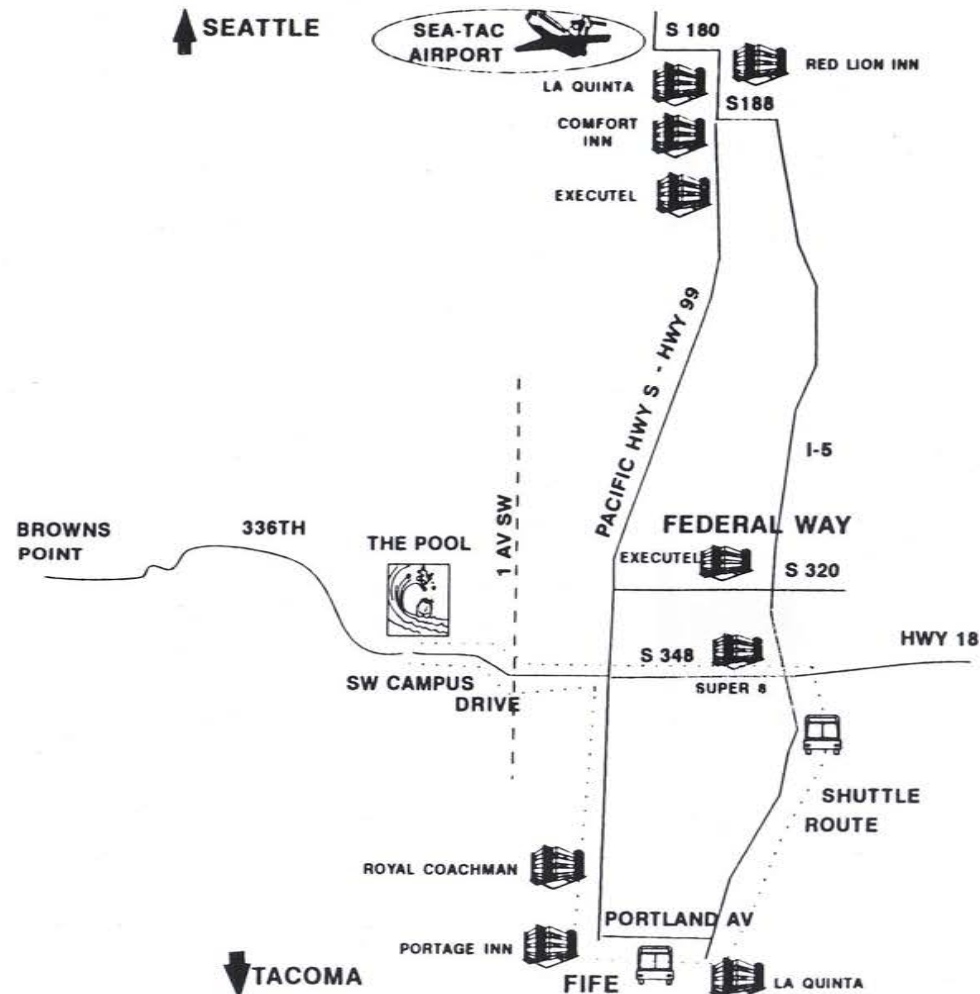 SEATTLE
SEA-TAC
AIRPORT
S 180
RED LION INN
LA QUINTA
S188
COMFORT
INN
EXECUTEL
PACIFIC HWY S - HWY 99
I-5
1 AV SW
BROWNS
POINT
336TH
THE POOL
FEDERAL WAY
EXECUTEL
S 320
HWY 18
S 348
SW CAMPUS
DRIVE
SUPER 8
SHUTTLE
ROUTE
ROYAL COACHMAN
PORTLAND AV
PORTAGE INN
TACOMA
FIFE
LA QUINTA